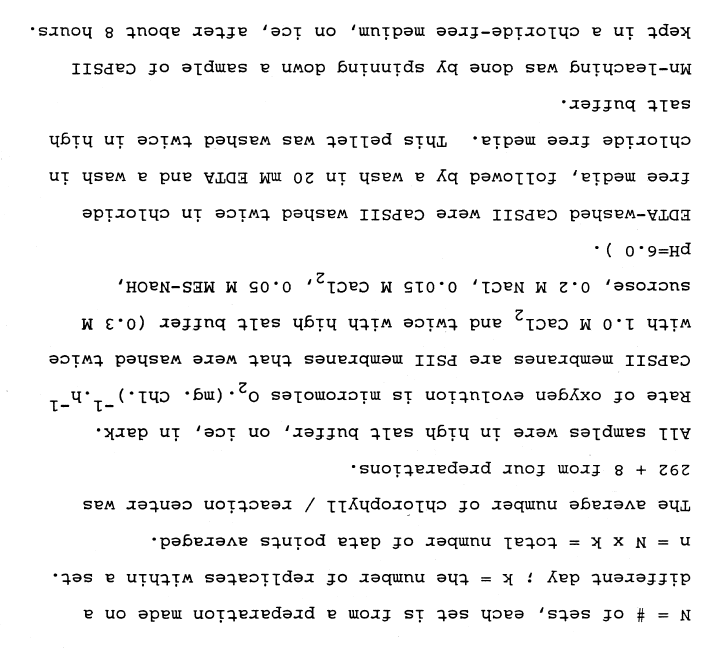 N = # of sets, each set is from a preparation made on a
different day ; k = the number of replicates within a set.
n = N x k = total number of data points averaged.
The average number of chlorophyll / reaction center was
292 + 8 from four preparations.
All samples were in high salt buffer, on ice, in dark.
Rate of oxygen evolution is micromoles O₂.(mg. Chl.)⁻¹.h⁻¹
CaPSII membranes are PSII membranes that were washed twice
with 1.0 M CaCl₂ and twice with high salt buffer (0.3 M
sucrose, 0.2 M NaCl, 0.015 M CaCl₂, 0.05 M MES-NaOH,
pH=6.0 ).
EDTA-washed CaPSII were CaPSII washed twice in chloride
free media, followed by a wash in 20 mM EDTA and a wash in
chloride free media.  This pellet was washed twice in high
salt buffer.
Mn-leaching was done by spinning down a sample of CaPSII
kept in a chloride-free medium, on ice, after about 8 hours.